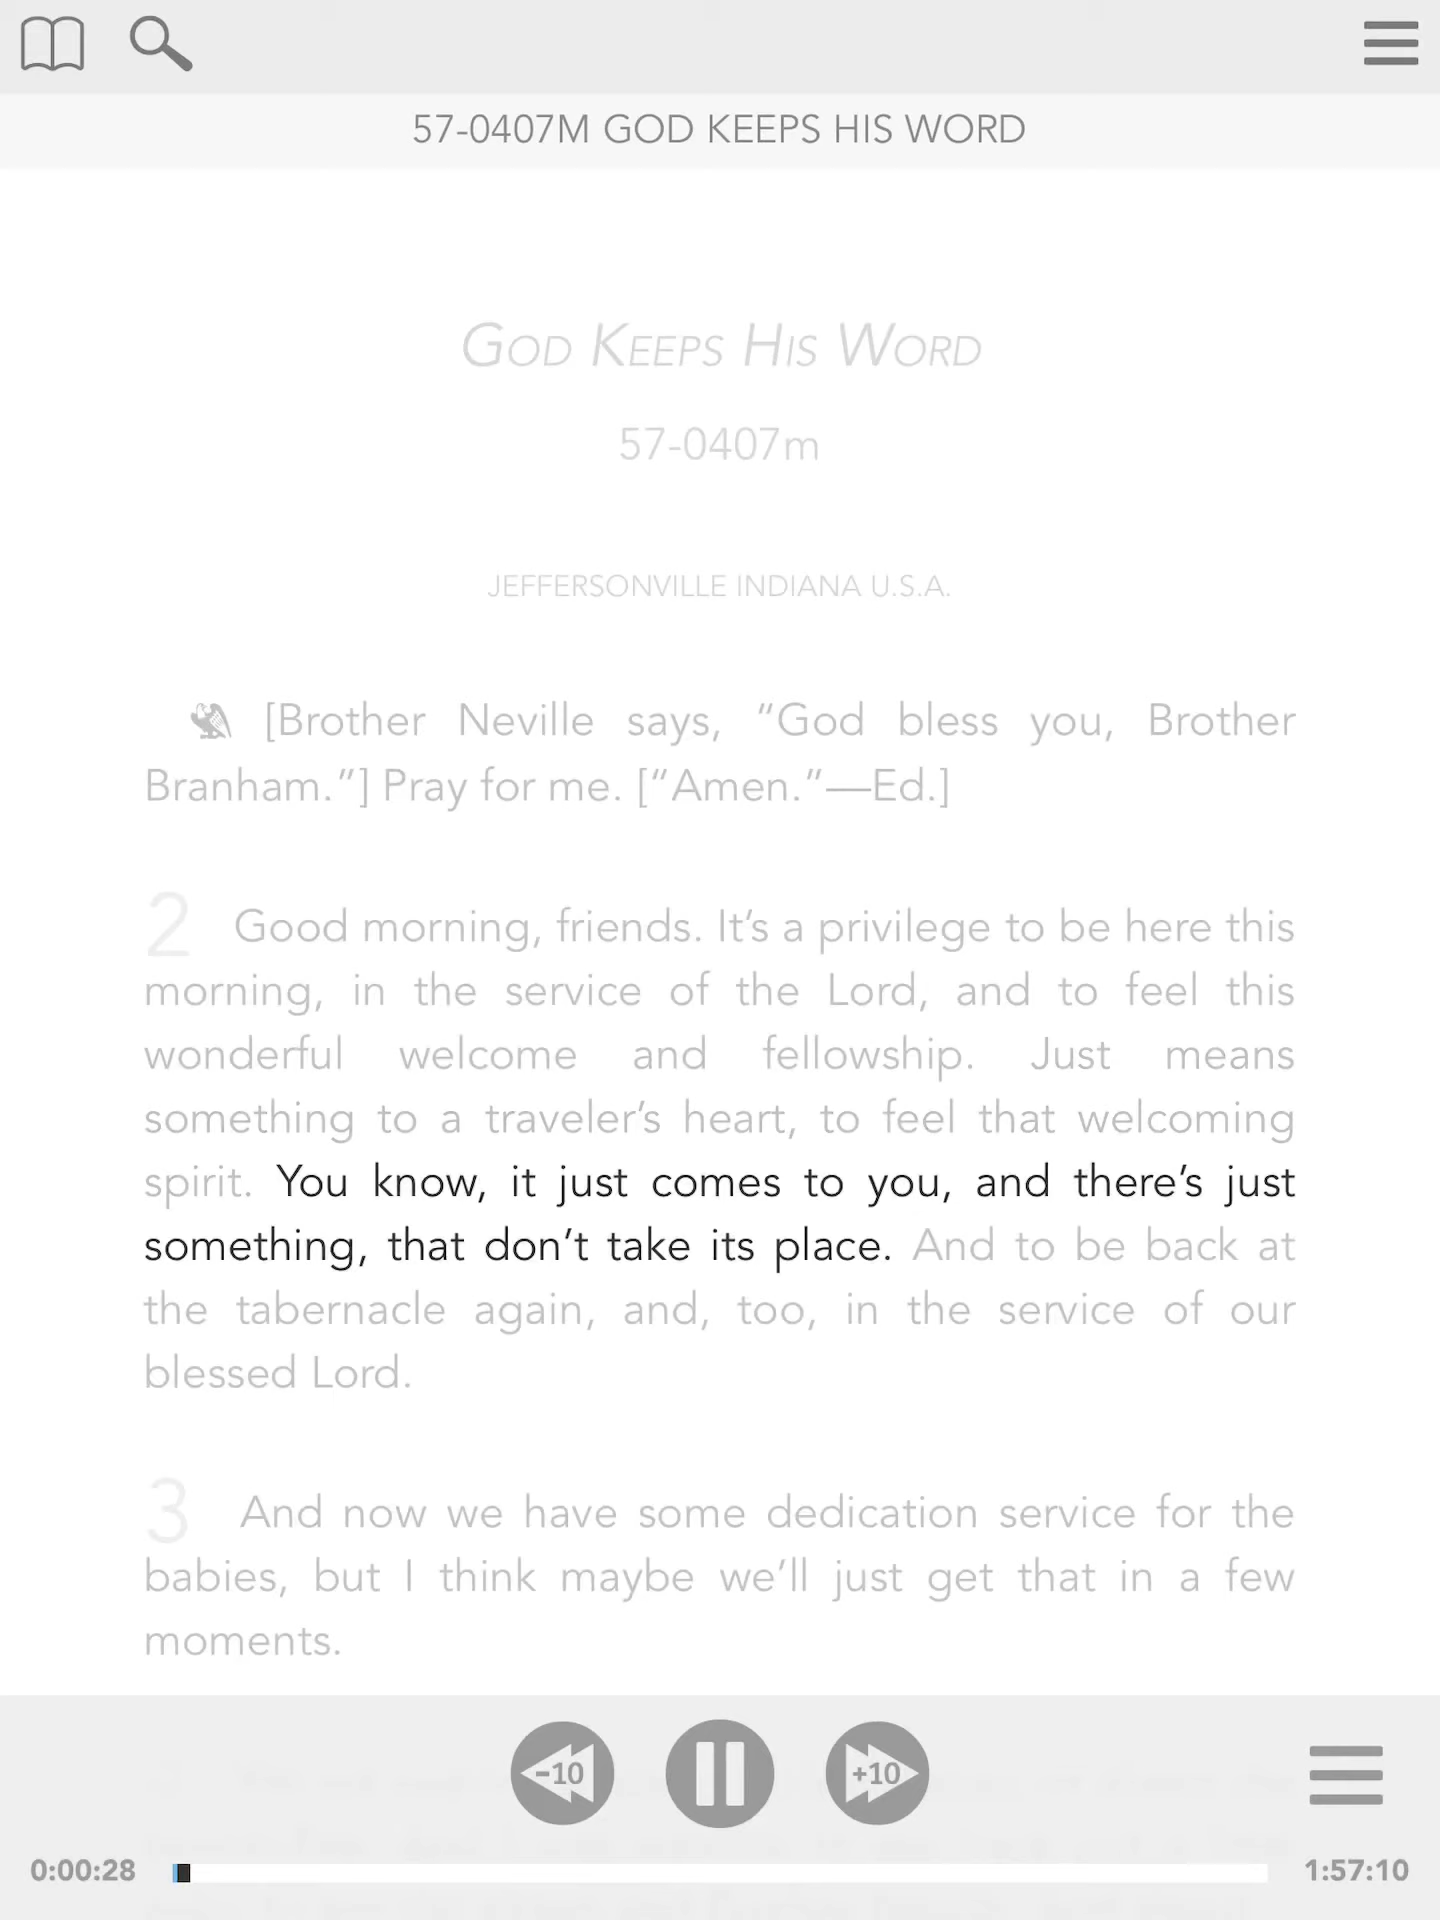 57-0407M GOD KEEPS HIS WORD
God Keeps His Word
57-0407m
JEFFERSONVILLE INDIANA U.S.A.
[Brother Neville says, “God bless you, Brother
Branham.”] Pray for me. [“Amen.”—Ed.]
2 Good morning, friends. It’s a privilege to be here this
morning, in the service of the Lord, and to feel this
wonderful welcome and fellowship. Just means
something to a traveler’s heart, to feel that welcoming
spirit. You know, it just comes to you, and there’s just
something, that don’t take its place. And to be back at
the tabernacle again, and, too, in the service of our
blessed Lord.
3 And now we have some dedication service for the
babies, but I think maybe we’ll just get that in a few
moments.
-10 +10
0:00:28 1:57:10